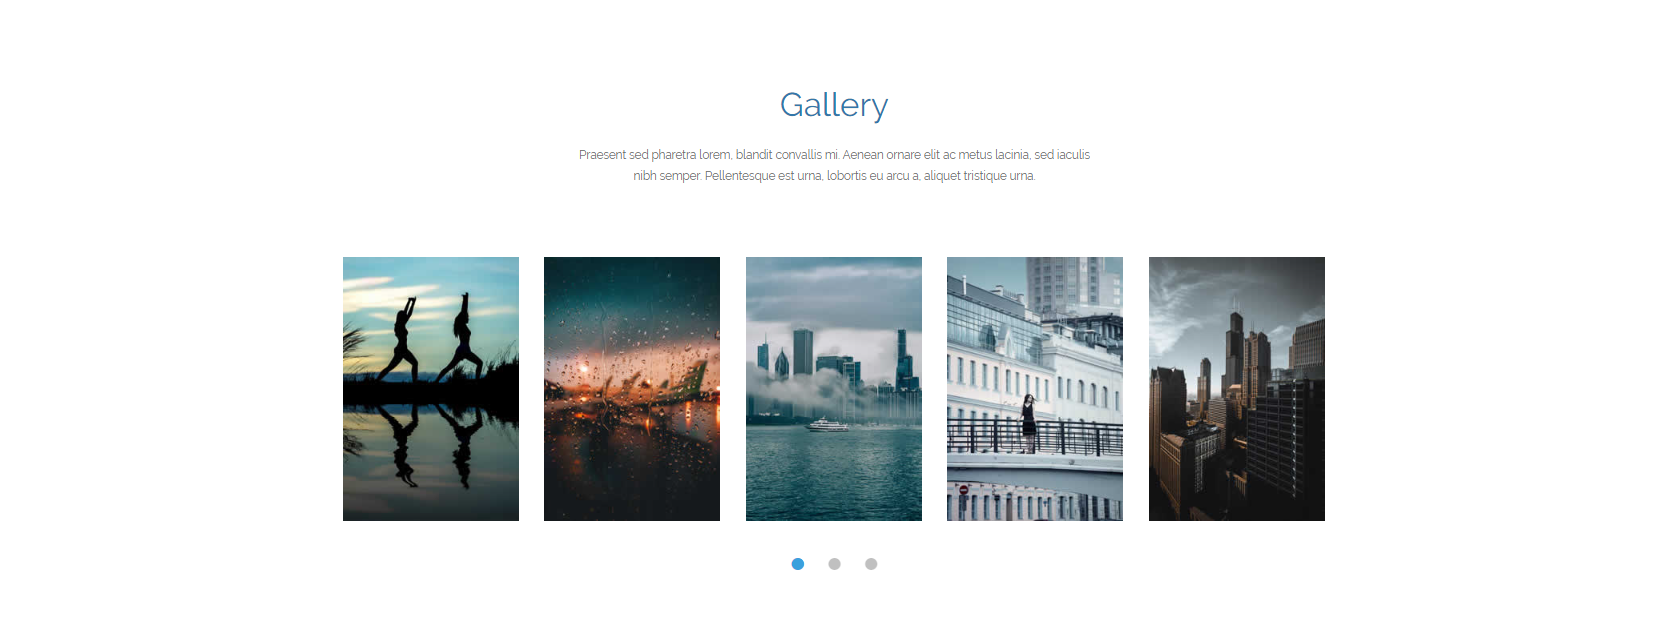 Gallery
Praesent sed pharetra lorem, blandit convallis mi. Aenean ornare elit ac metus lacinia, sed iaculis
nibh semper. Pellentesque est urna, lobortis eu arcu a, aliquet tristique urna.